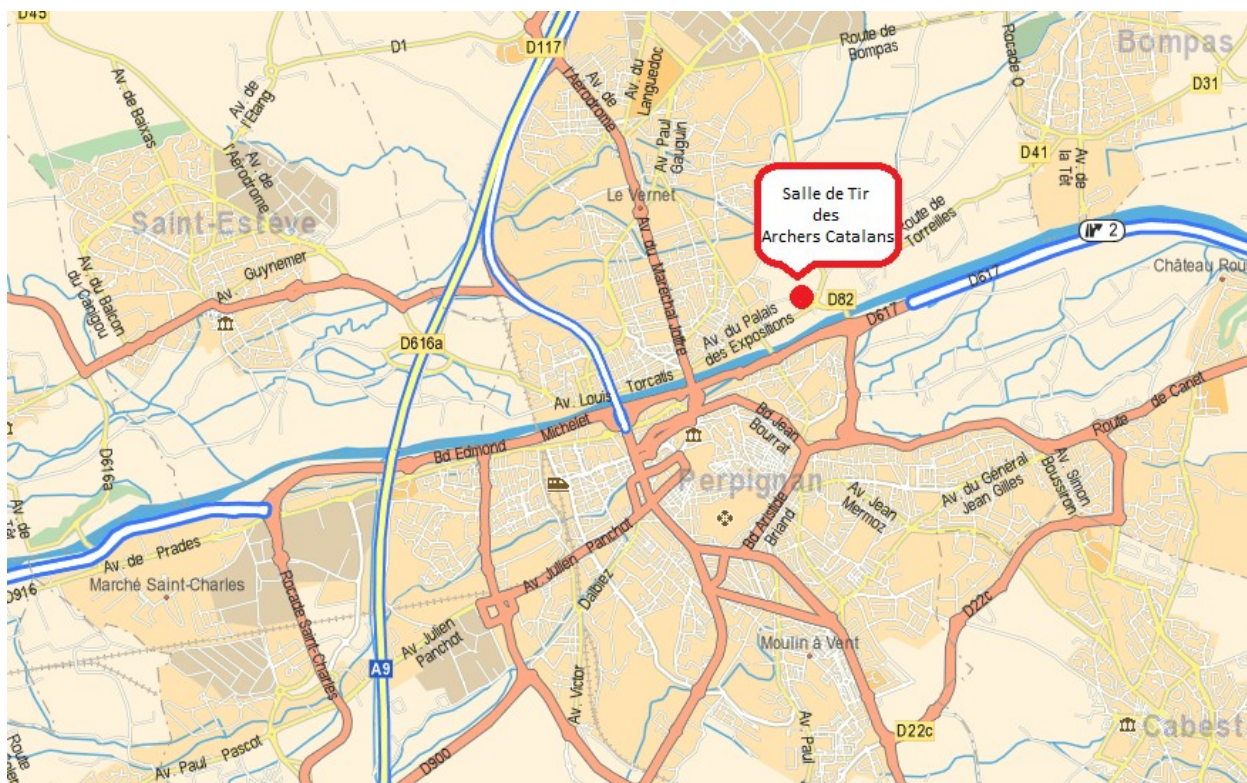 D45
D1
D117
Av. de
l'Aérodrome
Av. du
Languedoc
Route de
Bompas
Rocade O
Bompas
D31
Av. de Baixas
Av. de
l'Etang
Av. de
l'Aérodrome
Av. Paul
Gauguin
D41
Av. de
la Têt
Le Vernet
Salle de Tir
des
Archers Catalans
Route de
Torreilles
2
Saint-Estève
Av. du Maréchal Joffre
Château Rou
Av
Guynemer
Av. du Balcon
du Canigou
D617
D82
D617
Av. du Palais
des Expositions
D616a
Av. Louis
Torcatis
Route
de Canet
Bd Edmond
Michelet
Bd Jean
Bourrat
D616a
Perpignan
Av. du Général
Jean Gilles
Av. Simon
Boussiron
Av. Jean
Mermoz
Bd Aristide
Briand
Av. de
Av. de Prades
D916
Marché Saint-Charles
Rocade Saint-Charles
Av. Julien Panchot
Dalbiez
D22c
Av. Julien
Panchot
Moulin à Vent
A9
Av. Victor
Av. Paul
D22c
Cabest
Route
Av. Paul Pascot
D900